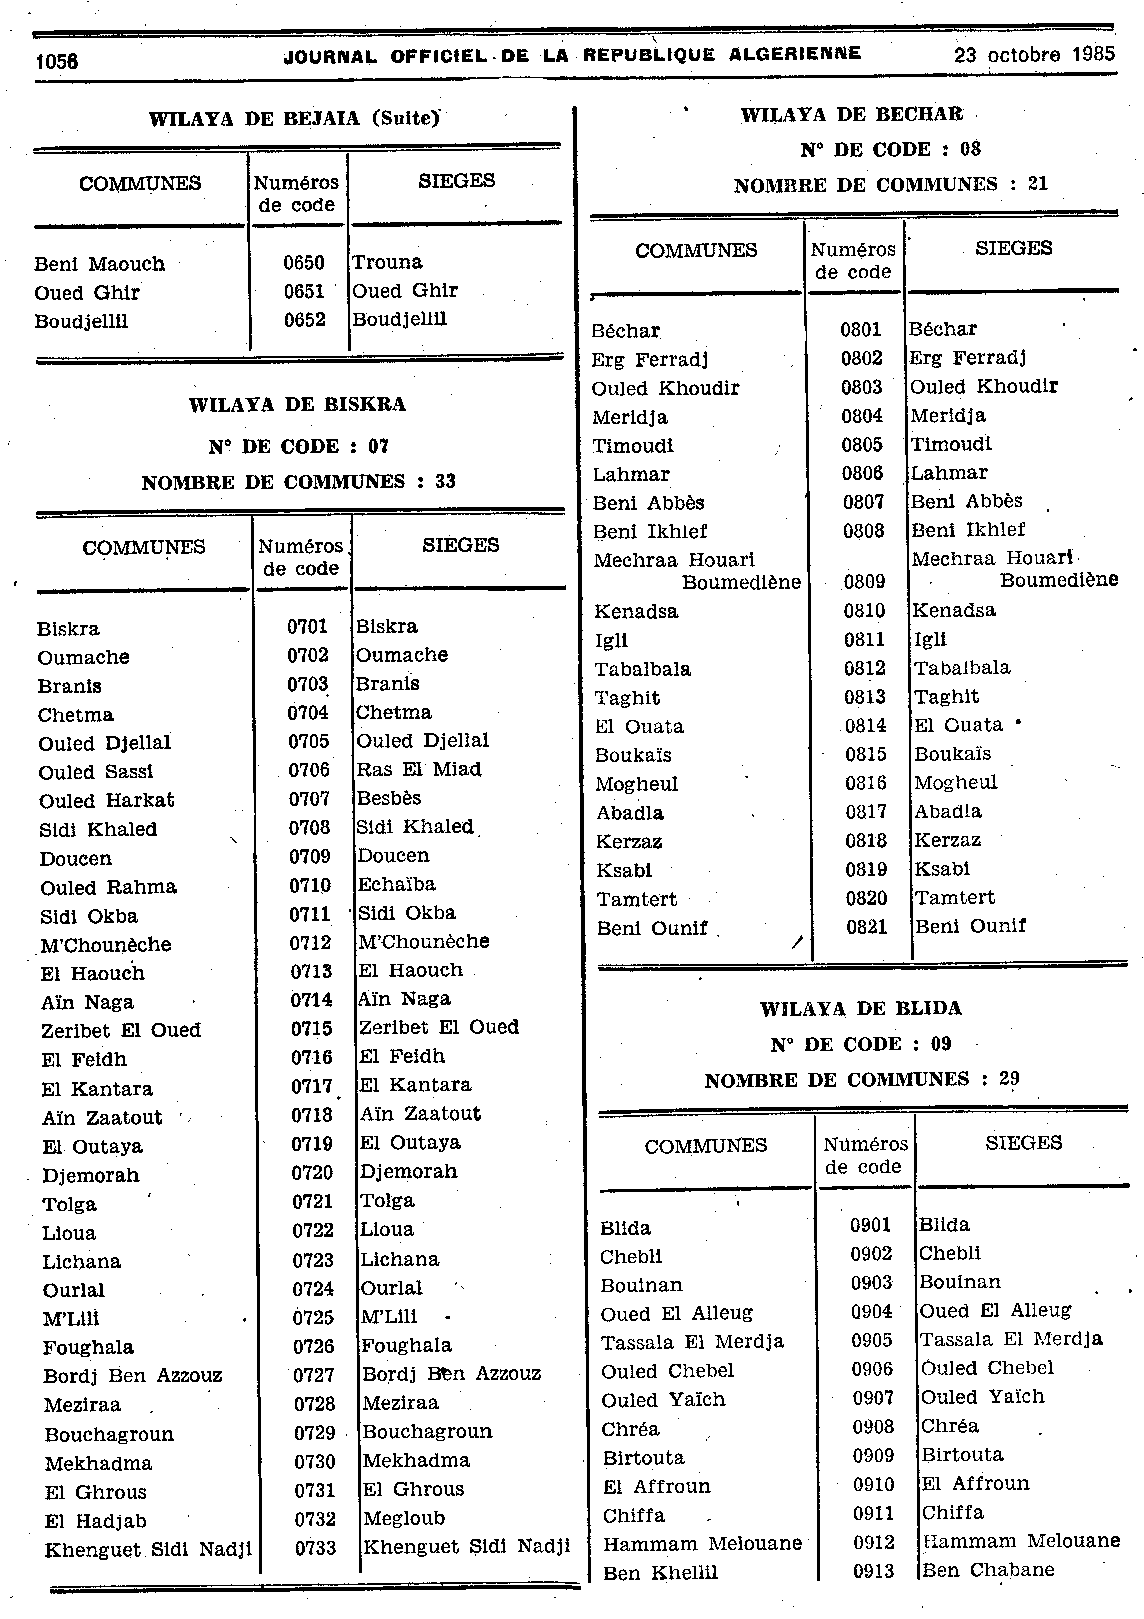 1056 JOURNAL OFFICIEL DE LA REPUBLIQUE ALGERIENNE 23 octobre 1985
WILAYA DE BEJAIA (Suite)
COMMUNES Numéros de code SIEGES
Beni Maouch 0650 Trouna
Oued Ghir 0651 Oued Ghir
Boudjellil 0652 Boudjellil
WILAYA DE BISKRA
N° DE CODE : 07
NOMBRE DE COMMUNES : 33
COMMUNES Numéros de code SIEGES
Biskra 0701 Biskra
Oumache 0702 Oumache
Branis 0703 Branis
Chetma 0704 Chetma
Ouled Djellal 0705 Ouled Djellal
Ouled Sassi 0706 Ras El Miad
Ouled Harkat 0707 Besbès
Sidi Khaled 0708 Sidi Khaled
Doucen 0709 Doucen
Ouled Rahma 0710 Echaïba
Sidi Okba 0711 Sidi Okba
M'Chounèche 0712 M'Chounèche
El Haouch 0713 El Haouch
Aïn Naga 0714 Aïn Naga
Zeribet El Oued 0715 Zeribet El Oued
El Feidh 0716 El Feidh
El Kantara 0717 El Kantara
Aïn Zaatout 0718 Aïn Zaatout
El Outaya 0719 El Outaya
Djemorah 0720 Djemorah
Tolga 0721 Tolga
Lioua 0722 Lioua
Lichana 0723 Lichana
Ourlal 0724 Ourlal
M'Lili 0725 M'Lili
Foughala 0726 Foughala
Bordj Ben Azzouz 0727 Bordj Ben Azzouz
Meziraa 0728 Meziraa
Bouchagroun 0729 Bouchagroun
Mekhadma 0730 Mekhadma
El Ghrous 0731 El Ghrous
El Hadjab 0732 Megloub
Khenguet Sidi Nadji 0733 Khenguet Sidi Nadji
WILAYA DE BECHAR
N° DE CODE : 08
NOMBRE DE COMMUNES : 21
COMMUNES Numéros de code SIEGES
Béchar 0801 Béchar
Erg Ferradj 0802 Erg Ferradj
Ouled Khoudir 0803 Ouled Khoudir
Meridja 0804 Meridja
Timoudi 0805 Timoudi
Lahmar 0806 Lahmar
Beni Abbès 0807 Beni Abbès
Beni Ikhlef 0808 Beni Ikhlef
Mechraa Houari Mechraa Houari
Boumediène 0809 Boumediène
Kenadsa 0810 Kenadsa
Igli 0811 Igli
Tabalbala 0812 Tabalbala
Taghit 0813 Taghit
El Ouata 0814 El Ouata
Boukaïs 0815 Boukaïs
Mogheul 0816 Mogheul
Abadla 0817 Abadla
Kerzaz 0818 Kerzaz
Ksabi 0819 Ksabi
Tamtert 0820 Tamtert
Beni Ounif 0821 Beni Ounif
WILAYA DE BLIDA
N° DE CODE : 09
NOMBRE DE COMMUNES : 29
COMMUNES Numéros de code SIEGES
Blida 0901 Blida
Chebli 0902 Chebli
Bouinan 0903 Bouinan
Oued El Alleug 0904 Oued El Alleug
Tassala El Merdja 0905 Tassala El Merdja
Ouled Chebel 0906 Ouled Chebel
Ouled Yaïch 0907 Ouled Yaïch
Chréa 0908 Chréa
Birtouta 0909 Birtouta
El Affroun 0910 El Affroun
Chiffa 0911 Chiffa
Hammam Melouane 0912 Hammam Melouane
Ben Khellil 0913 Ben Chabane